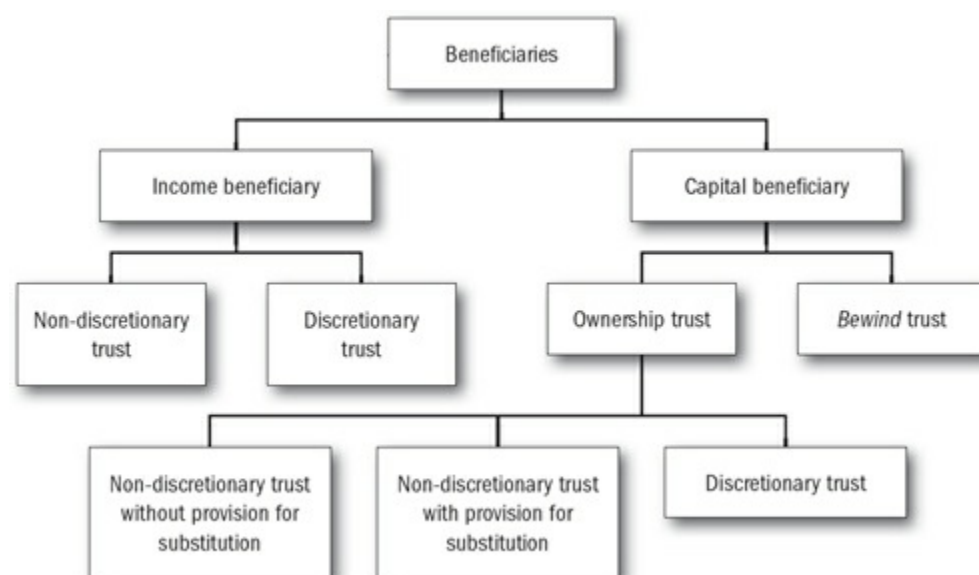 Beneficiaries
Income beneficiary
Capital beneficiary
Non-discretionary
trust
Discretionary
trust
Ownership trust
Bewind trust
Non-discretionary trust
without provision for
substitution
Non-discretionary trust
with provision for
substitution
Discretionary trust